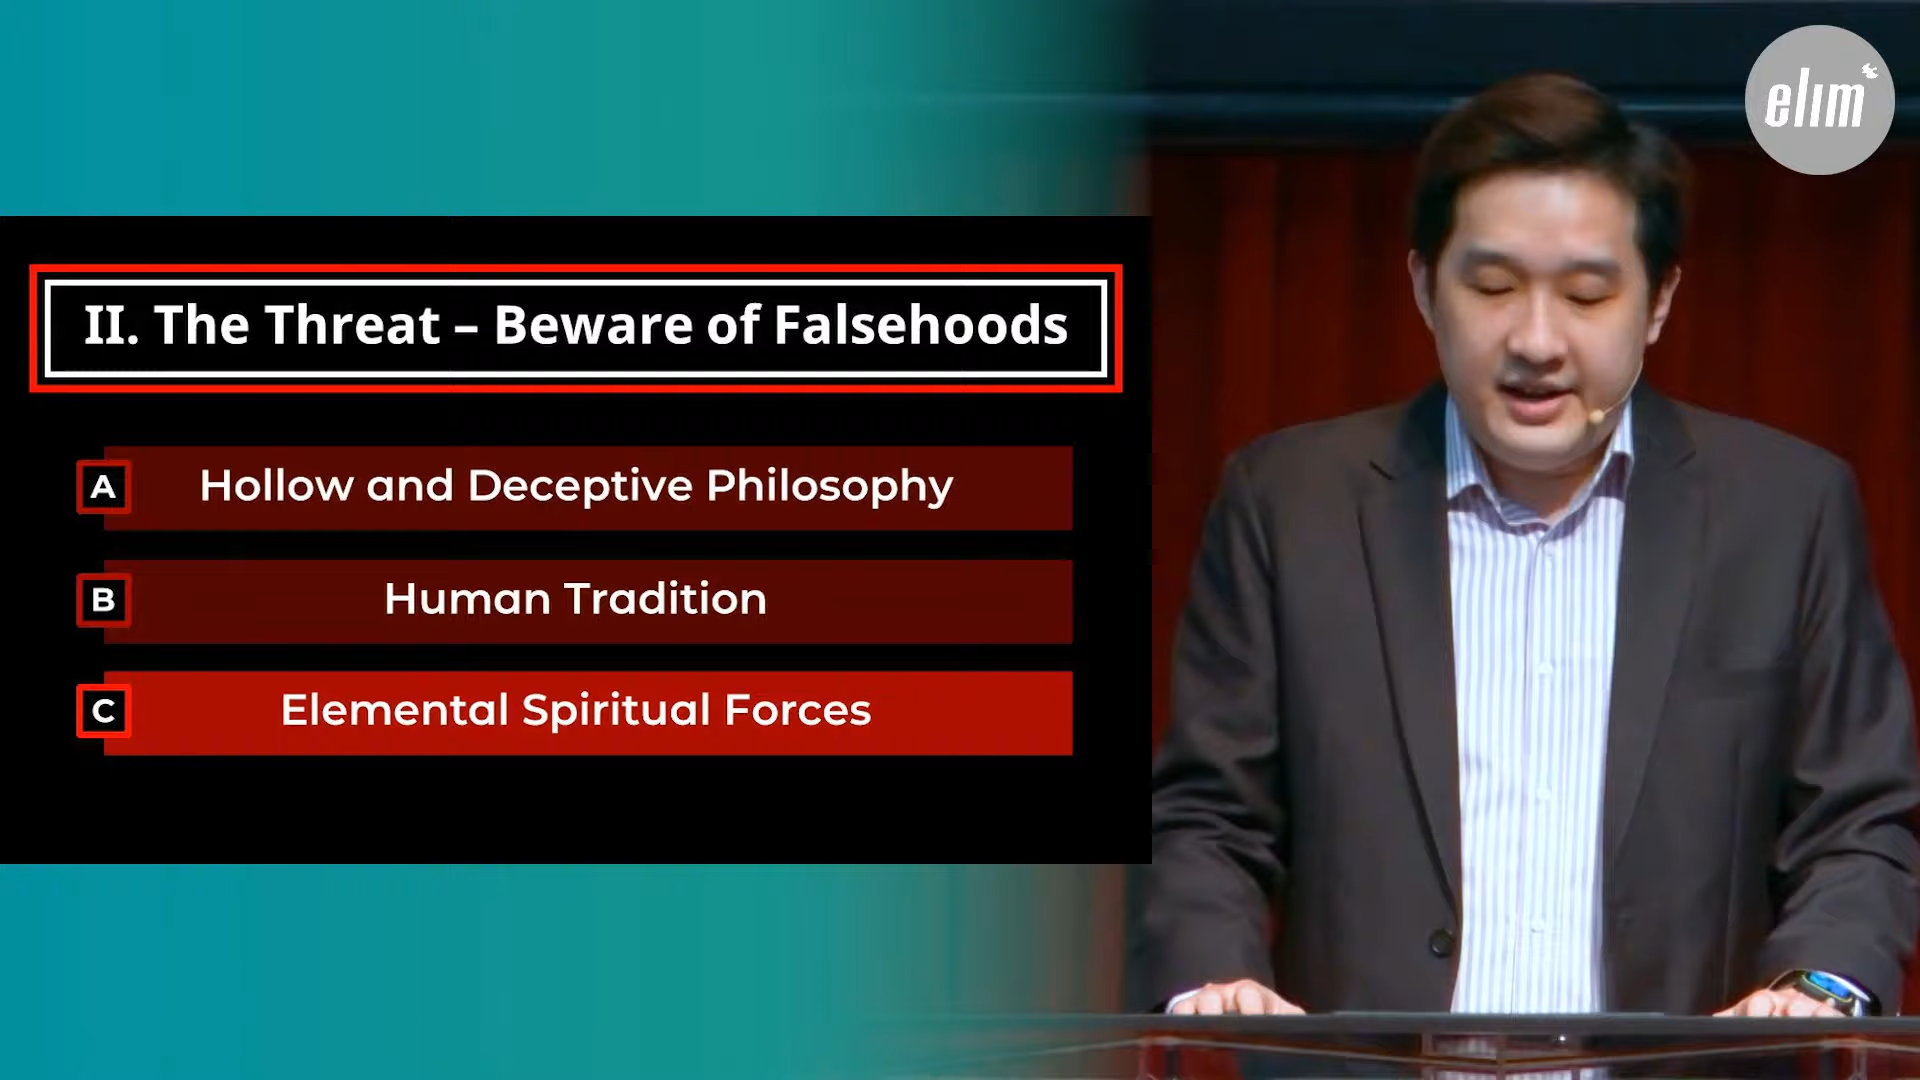 elim
II. The Threat – Beware of Falsehoods
A Hollow and Deceptive Philosophy
B Human Tradition
C Elemental Spiritual Forces